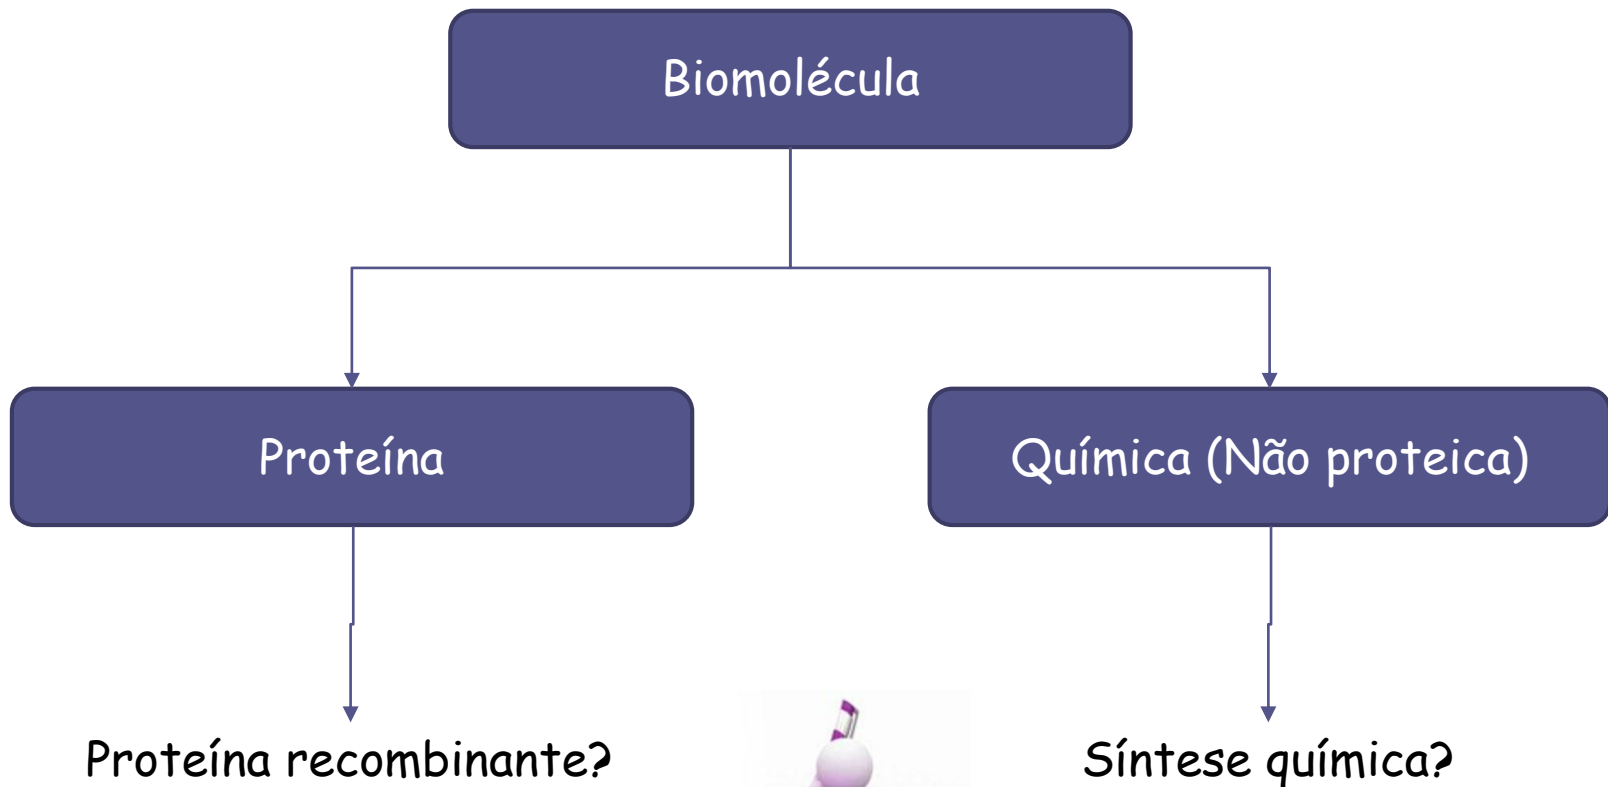 Biomolécula
Proteína
Química (Não proteica)
Proteína recombinante?
Síntese química?